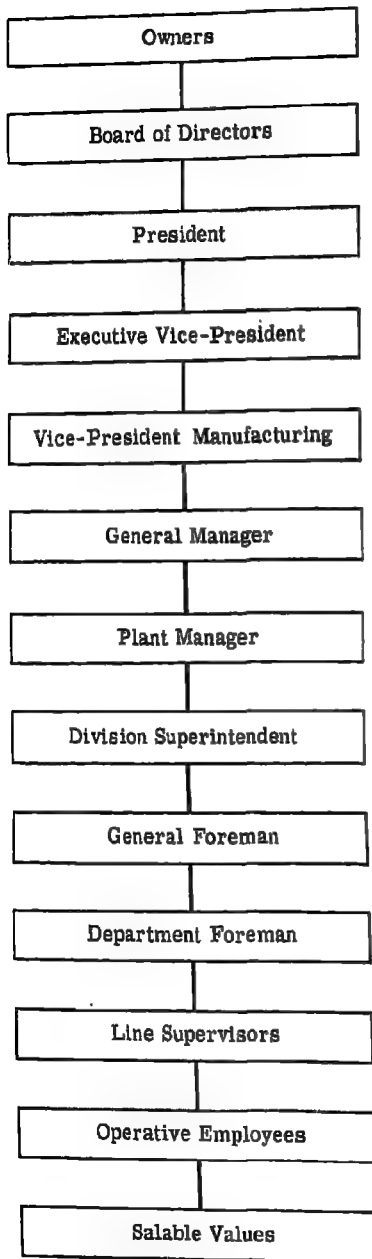 Owners
Board of Directors
President
Executive Vice-President
Vice-President Manufacturing
General Manager
Plant Manager
Division Superintendent
General Foreman
Department Foreman
Line Supervisors
Operative Employees
Salable Values